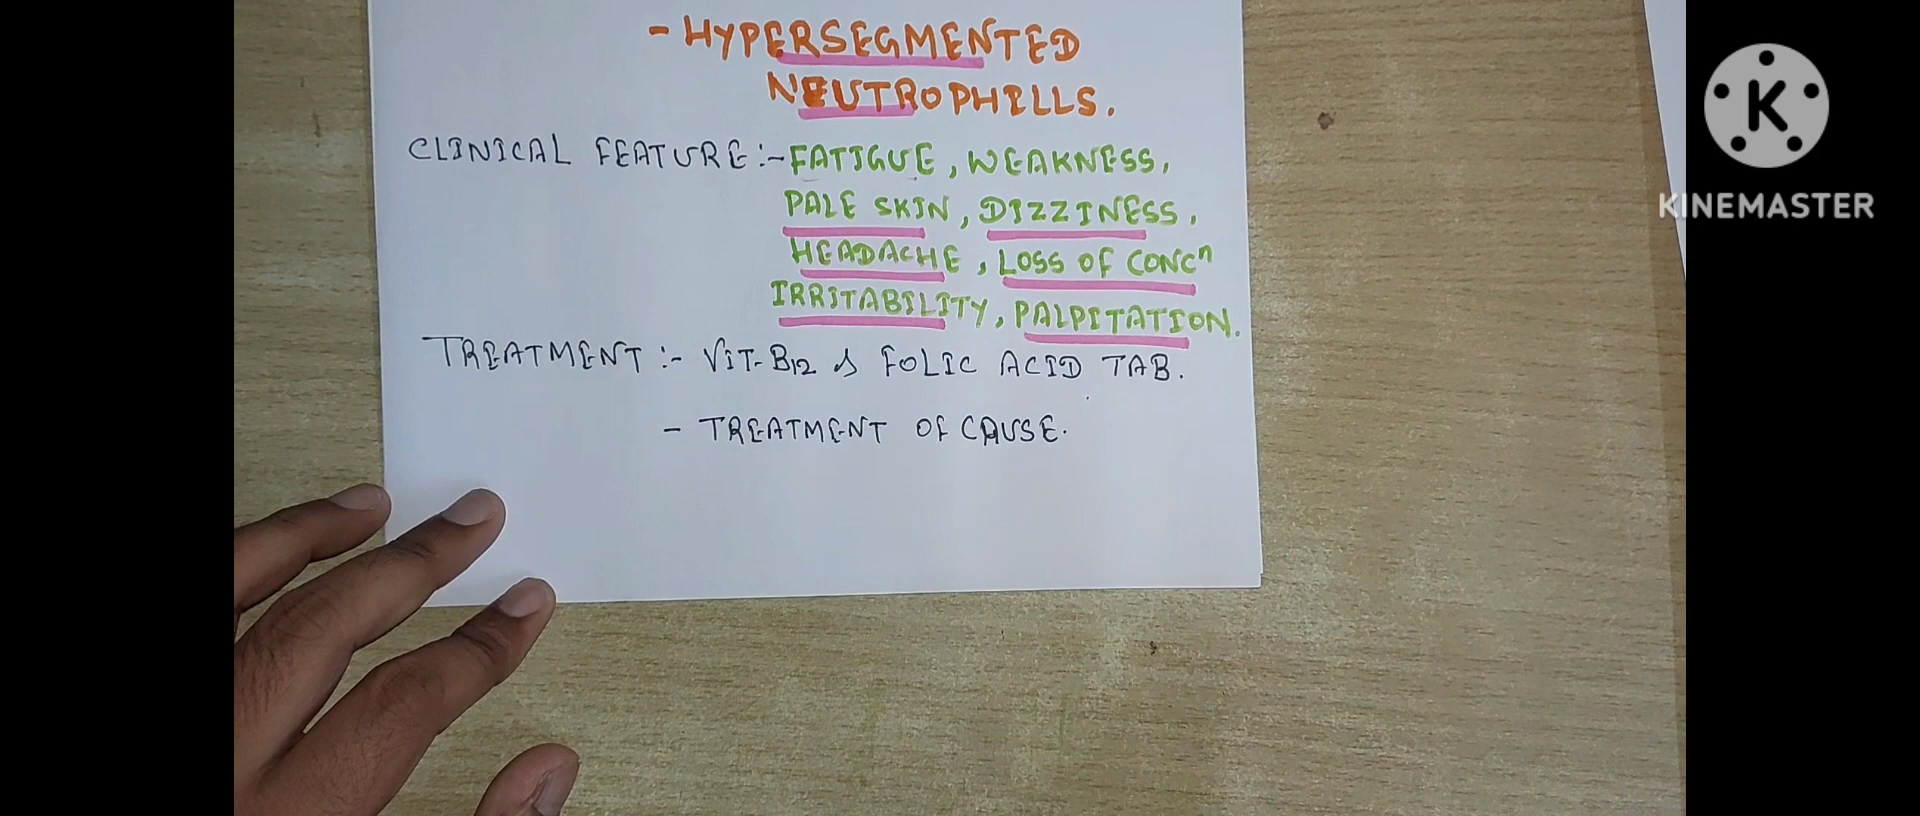 - HYPERSEGMENTED
NEUTROPHILLS.
CLINICAL FEATURE :- FATIGUE, WEAKNESS,
PALE SKIN, DIZZINESS,
HEADACHE, LOSS OF CONCⁿ
IRRITABILITY, PALPITATION.
TREATMENT :- VIT-B12 & FOLIC ACID TAB.
- TREATMENT OF CAUSE.
K
KINEMASTER